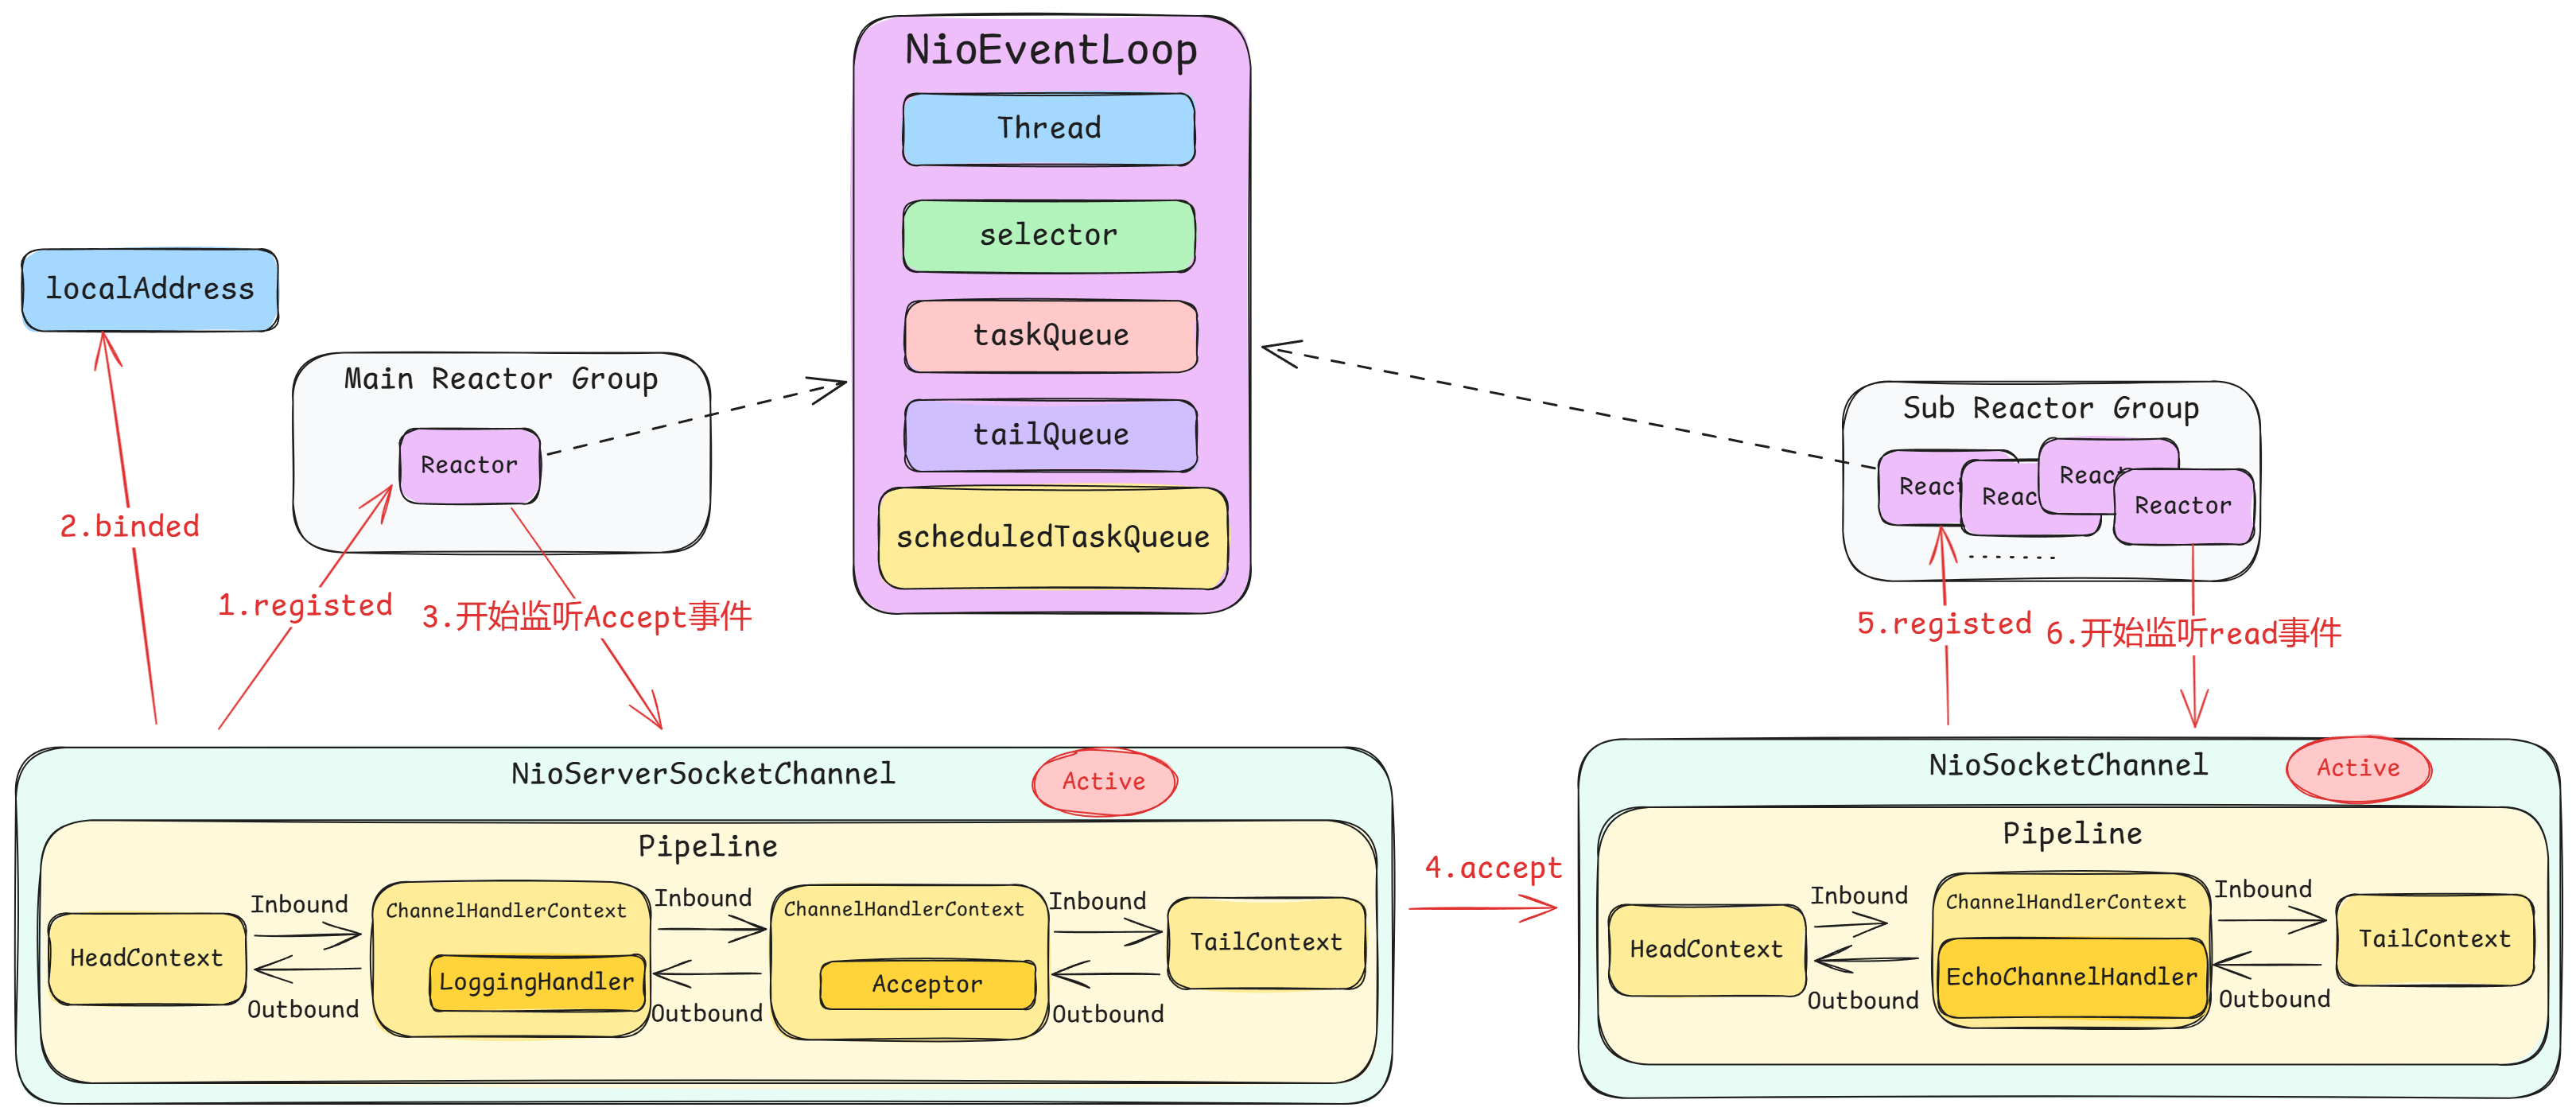 NioEventLoop
Thread
selector
taskQueue
tailQueue
scheduledTaskQueue
localAddress
Main Reactor Group
Reactor
Sub Reactor Group
React
Reac
Reac
Reactor
.......
2.binded
1.registed
3.开始监听Accept事件
5.registed
6.开始监听read事件
NioServerSocketChannel
Active
Pipeline
HeadContext
Inbound
Outbound
ChannelHandlerContext
LoggingHandler
Inbound
Outbound
ChannelHandlerContext
Acceptor
Inbound
Outbound
TailContext
4.accept
NioSocketChannel
Active
Pipeline
HeadContext
Inbound
Outbound
ChannelHandlerContext
EchoChannelHandler
Inbound
Outbound
TailContext